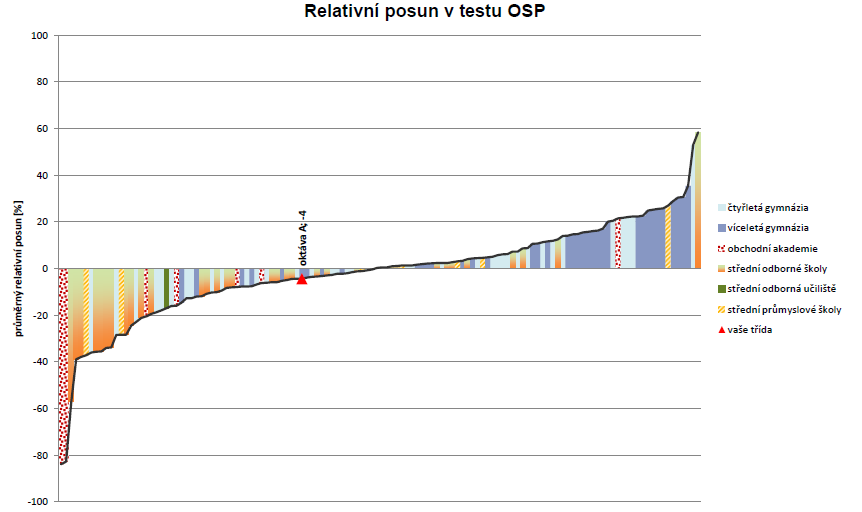 Relativní posun v testu OSP
100
80
60
40
20
0
-20
-40
-60
-80
-100
průměrný relativní posun [%]
oktáva A; -4
čtyřletá gymnázia
víceletá gymnázia
obchodní akademie
střední odborné školy
střední odborná učiliště
střední průmyslové školy
vaše třída